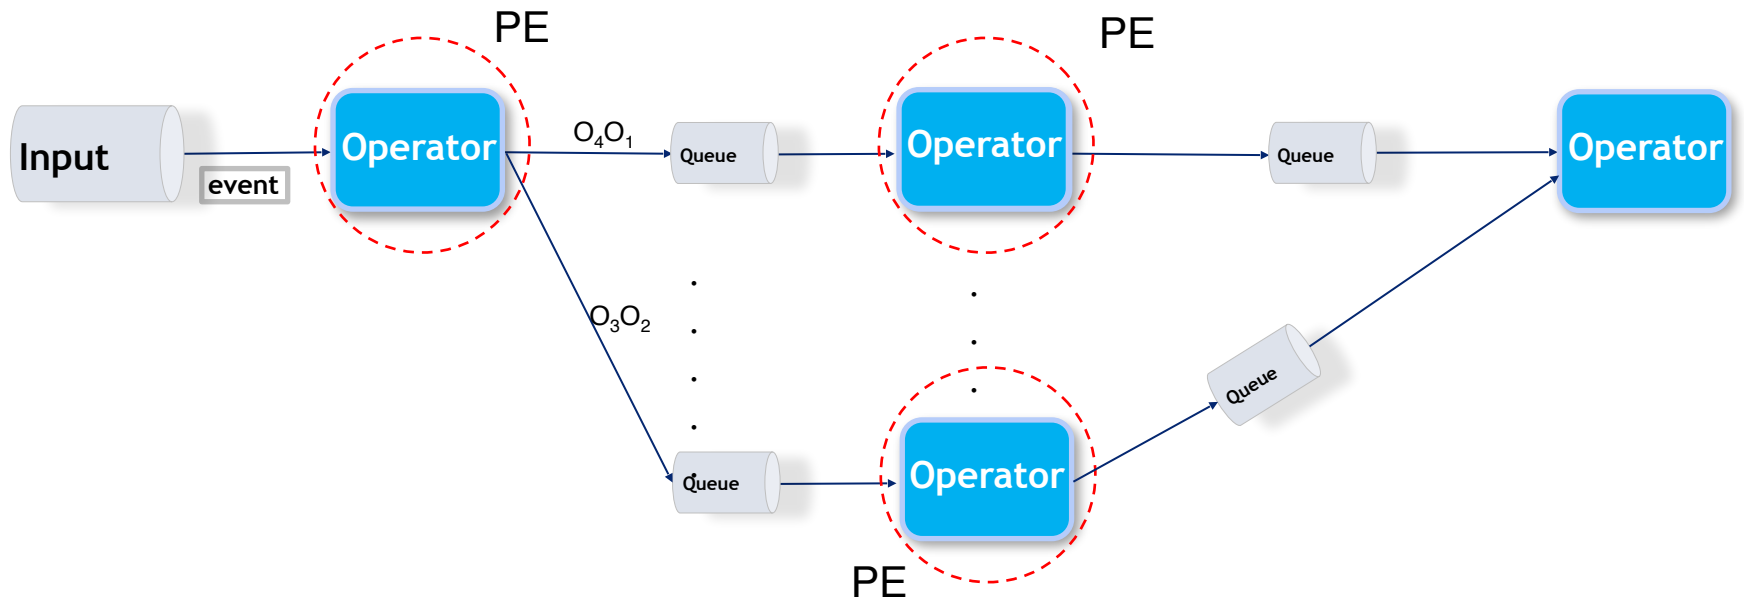 PE
PE
Input
event
Operator
O₄O₁
Queue
Operator
Queue
Operator
O₃O₂
Queue
Queue
Operator
PE